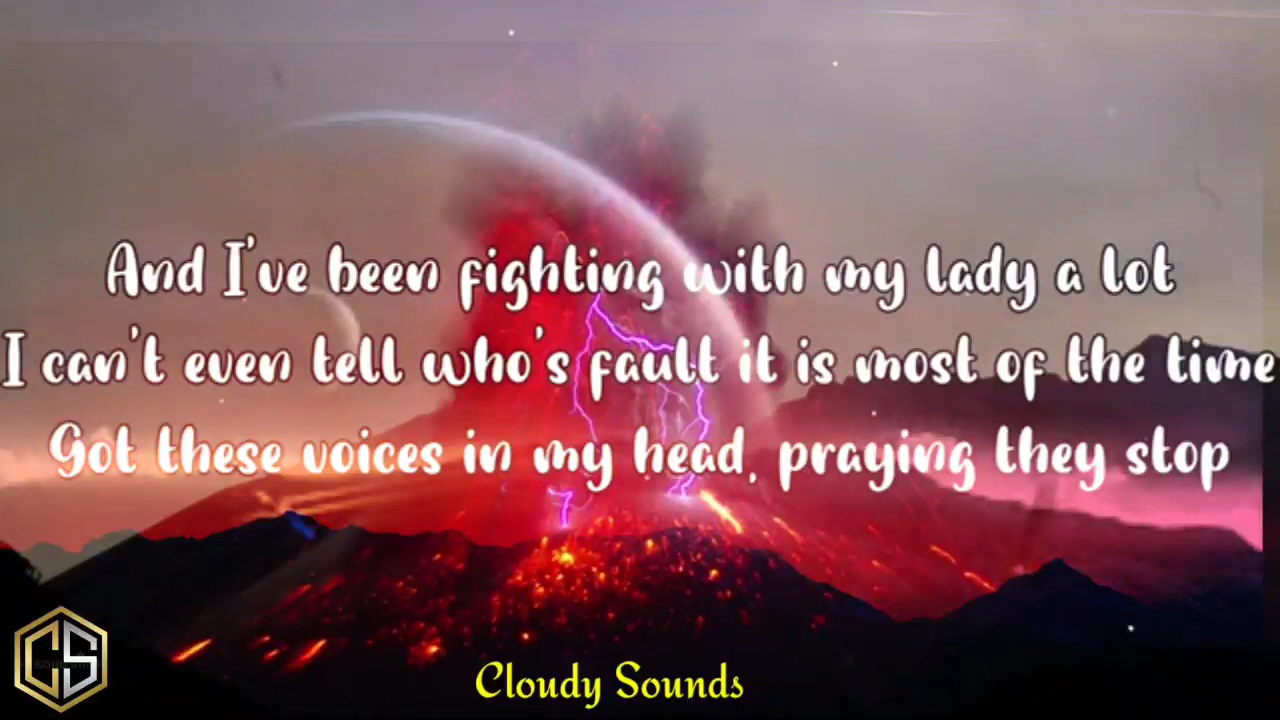 And I've been fighting with my lady a lot
I can't even tell who's fault it is most of the time
Got these voices in my head, praying they stop
CS
Cloudy Sounds